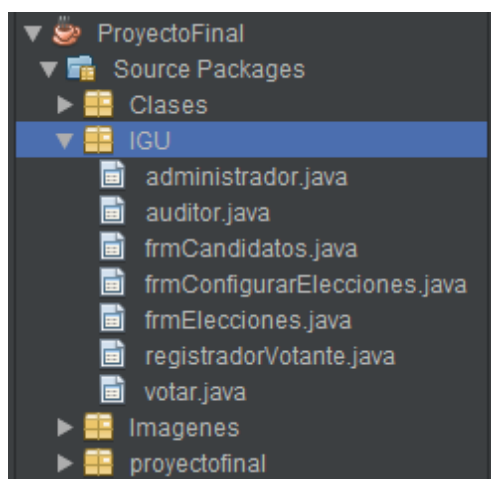 ProyectoFinal
Source Packages
Clases
IGU
administrador.java
auditor.java
frmCandidatos.java
frmConfigurarElecciones.java
frmElecciones.java
registradorVotante.java
votar.java
Imagenes
proyectofinal